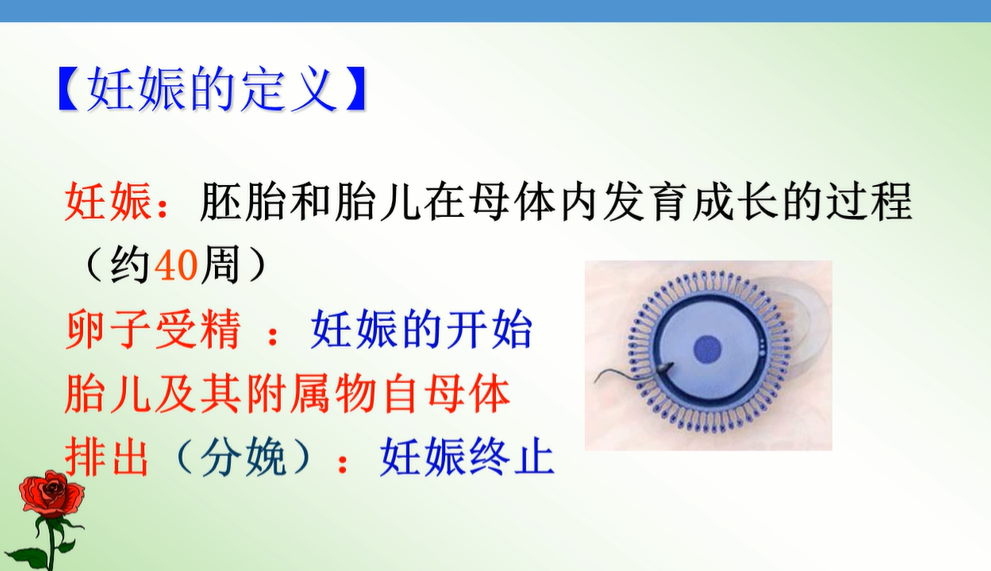 【妊娠的定义】
妊娠：胚胎和胎儿在母体内发育成长的过程
（约40周）
卵子受精 ：妊娠的开始
胎儿及其附属物自母体
排出（分娩）：妊娠终止